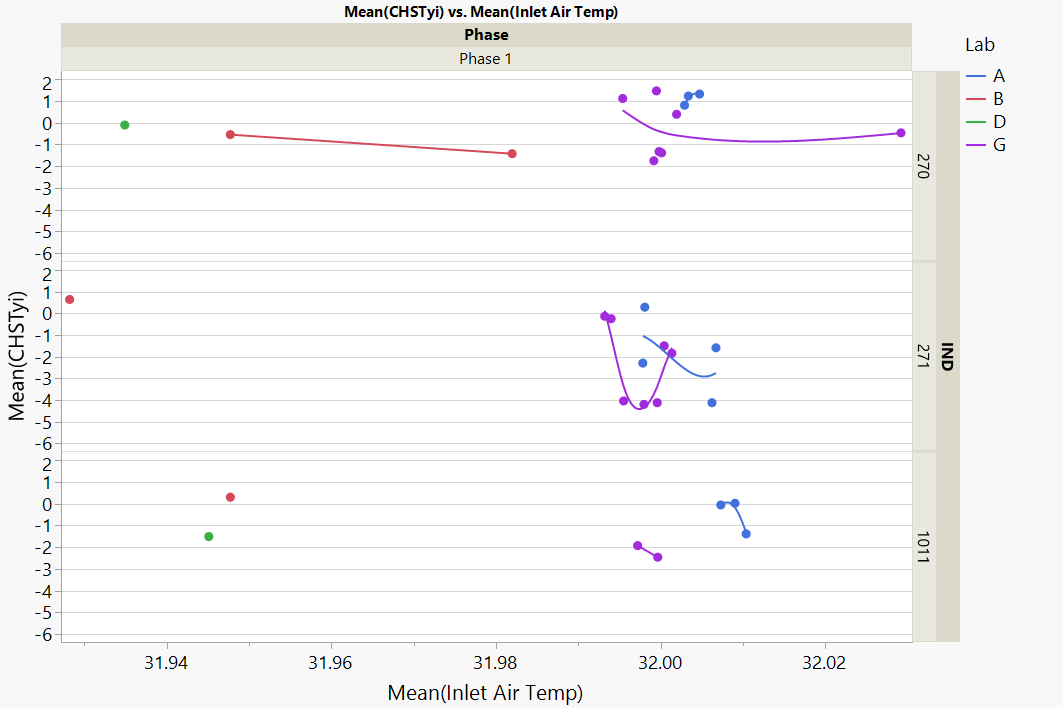 Mean(CHSTyi) vs. Mean(Inlet Air Temp)
Phase
Phase 1
Lab
A
B
D
G
Mean(CHSTyi)
2
1
0
-1
-2
-3
-4
-5
-6
270
2
1
0
-1
-2
-3
-4
-5
-6
271
IND
2
1
0
-1
-2
-3
-4
-5
-6
1011
31.94 31.96 31.98 32.00 32.02
Mean(Inlet Air Temp)